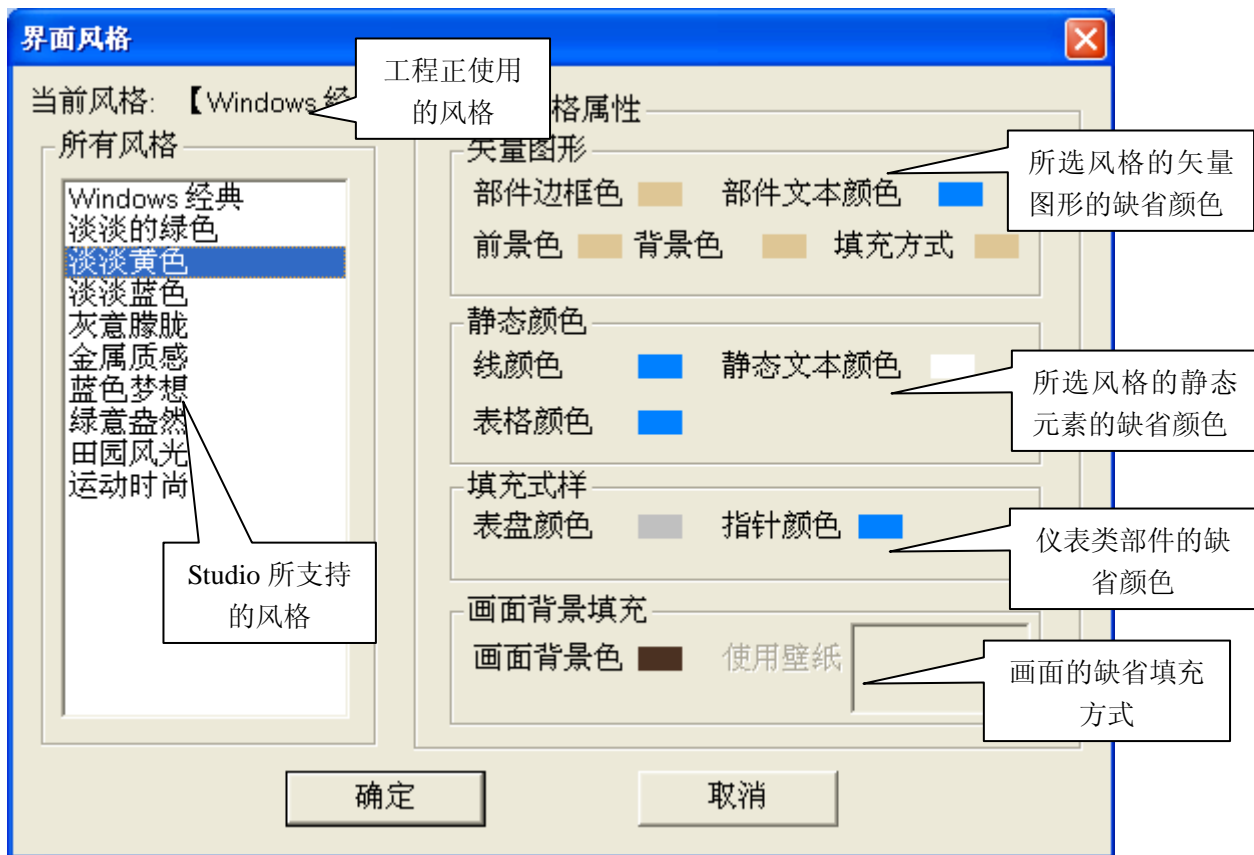 界面风格
当前风格: 【Windows 经
工程正使用
的风格
格属性
所有风格
Windows 经典
淡淡的绿色
淡淡黄色
淡淡蓝色
灰意朦胧
金属质感
蓝色梦想
绿意盎然
田园风光
运动时尚
Studio 所支持
的风格
矢量图形
部件边框色 部件文本颜色
前景色 背景色 填充方式
所选风格的矢量
图形的缺省颜色
静态颜色
线颜色 静态文本颜色
表格颜色
所选风格的静态
元素的缺省颜色
填充式样
表盘颜色 指针颜色
仪表类部件的缺
省颜色
画面背景填充
画面背景色 使用壁纸
画面的缺省填充
方式
确定 取消